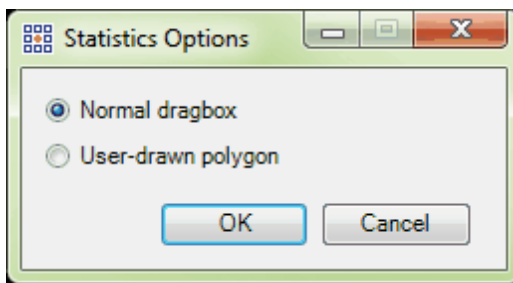 Statistics Options
Normal dragbox
User-drawn polygon
OK Cancel